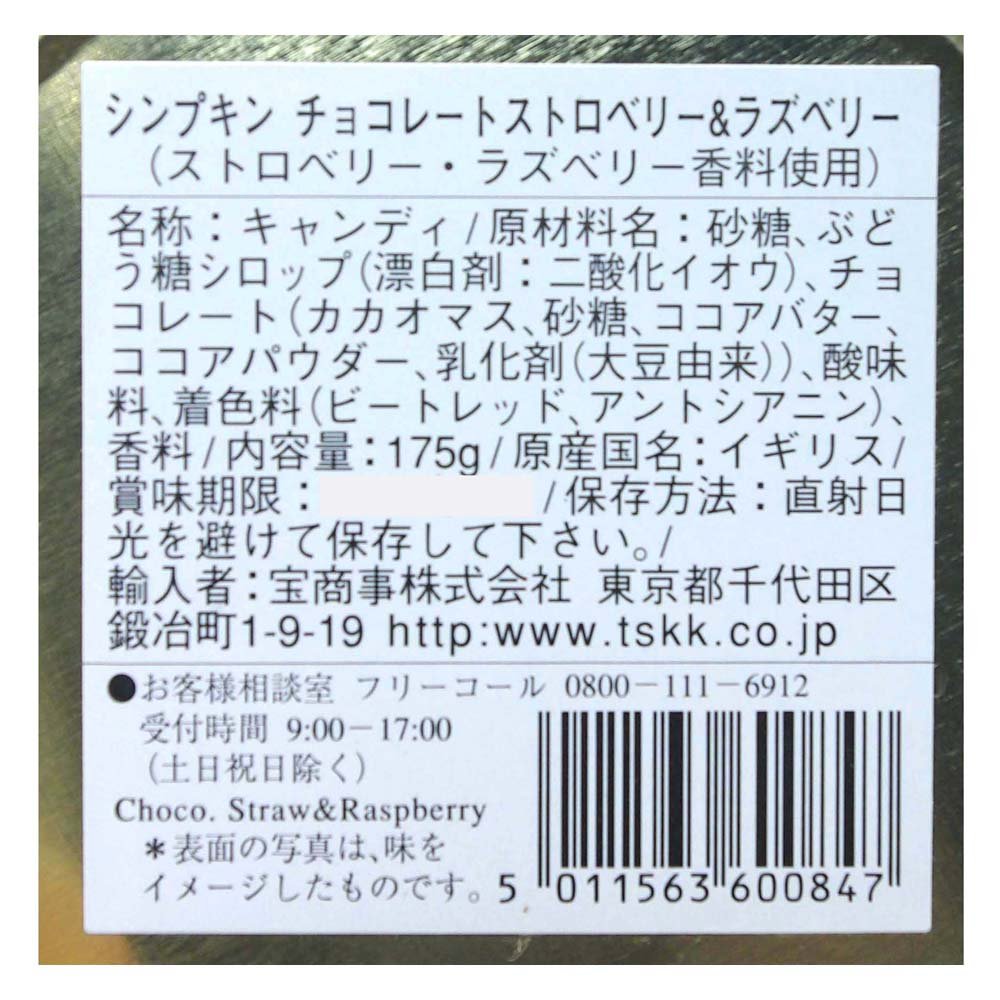 シンプキン チョコレートストロベリー&ラズベリー
（ストロベリー・ラズベリー香料使用）
名称：キャンディ/原材料名：砂糖、ぶど
う糖シロップ(漂白剤：二酸化イオウ)、チョ
コレート(カカオマス、砂糖、ココアバター、
ココアパウダー、乳化剤(大豆由来))、酸味
料、着色料(ビートレッド、アントシアニン)、
香料/内容量:175g/原産国名：イギリス/
賞味期限： /保存方法：直射日
光を避けて保存して下さい。/
輸入者：宝商事株式会社 東京都千代田区
鍛冶町1-9-19 http:www.tskk.co.jp
●お客様相談室 フリーコール 0800－111－6912
受付時間 9:00－17:00
(土日祝日除く)
Choco. Straw&Raspberry
＊表面の写真は、味を
イメージしたものです。
5 011563 600847